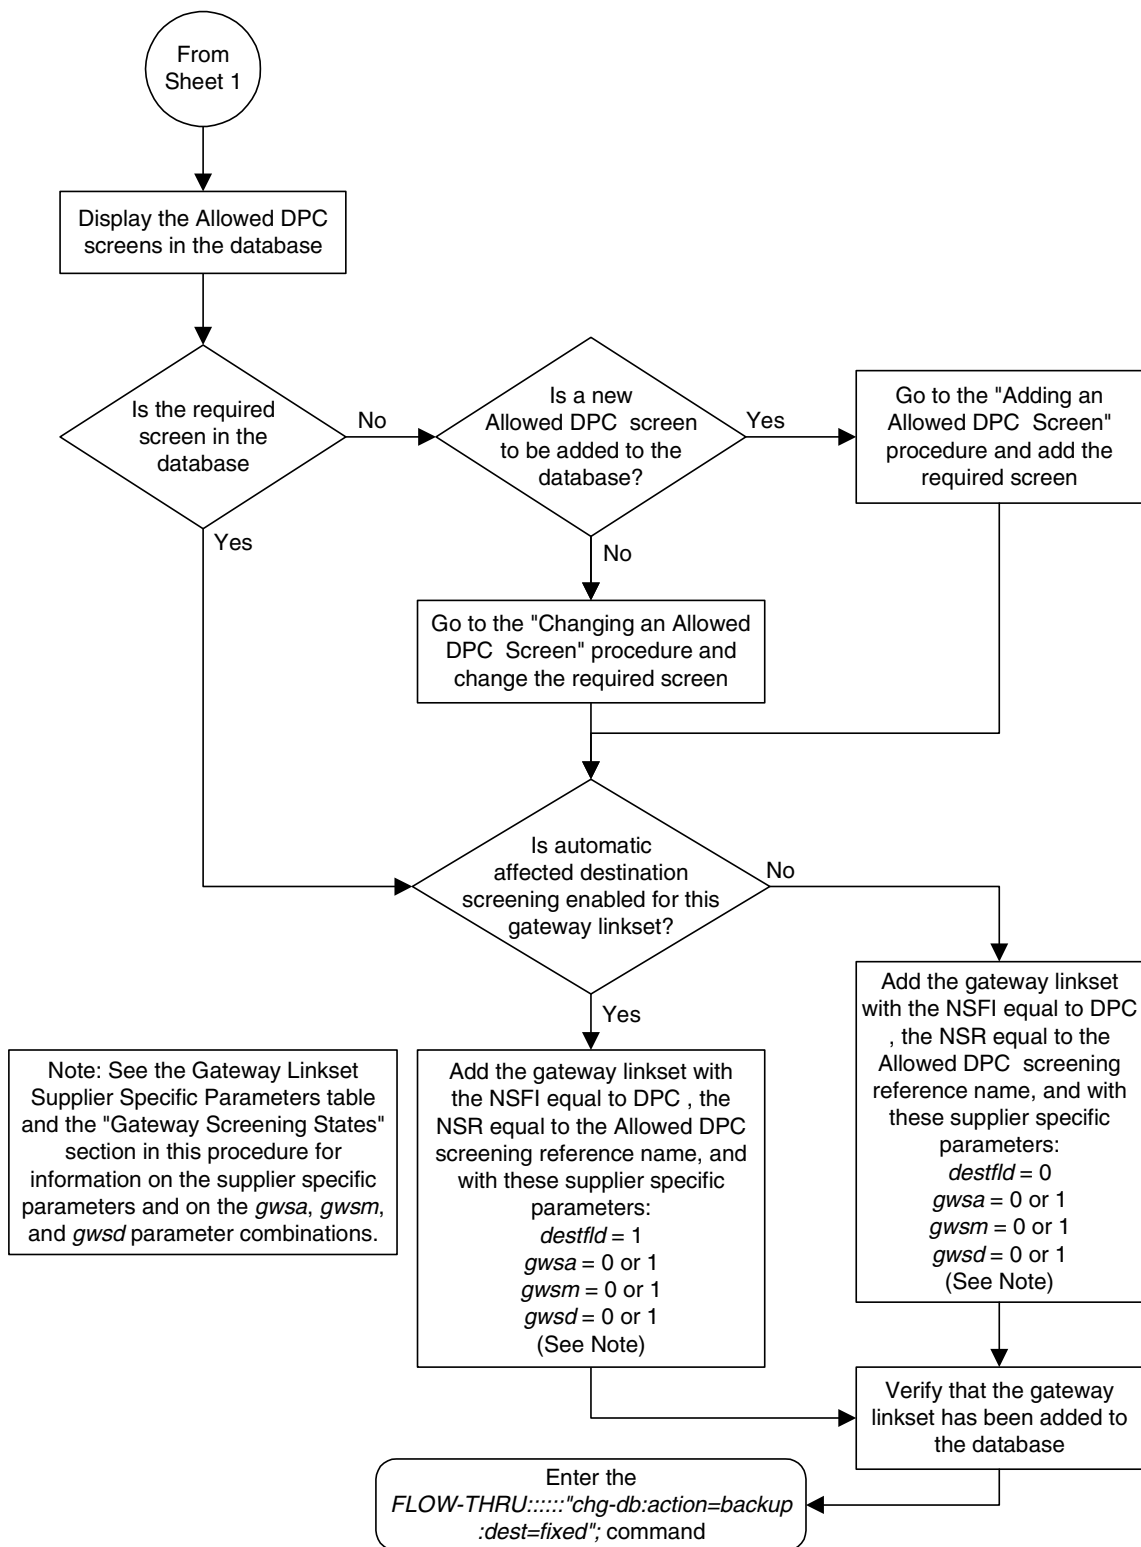 From
Sheet 1
Display the Allowed DPC
screens in the database
Is the required
screen in the
database
No
Yes
Is a new
Allowed DPC screen
to be added to the
database?
Yes
No
Go to the "Adding an
Allowed DPC Screen"
procedure and add the
required screen
Go to the "Changing an Allowed
DPC Screen" procedure and
change the required screen
Is automatic
affected destination
screening enabled for this
gateway linkset?
No
Yes
Add the gateway linkset
with the NSFI equal to DPC
, the NSR equal to the
Allowed DPC screening
reference name, and with
these supplier specific
parameters:
destfld = 0
gwsa = 0 or 1
gwsm = 0 or 1
gwsd = 0 or 1
(See Note)
Note: See the Gateway Linkset
Supplier Specific Parameters table
and the "Gateway Screening States"
section in this procedure for
information on the supplier specific
parameters and on the gwsa, gwsm,
and gwsd parameter combinations.
Add the gateway linkset with
the NSFI equal to DPC , the
NSR equal to the Allowed DPC
screening reference name, and
with these supplier specific
parameters:
destfld = 1
gwsa = 0 or 1
gwsm = 0 or 1
gwsd = 0 or 1
(See Note)
Verify that the gateway
linkset has been added to
the database
Enter the
FLOW-THRU::::::"chg-db:action=backup
:dest=fixed"; command